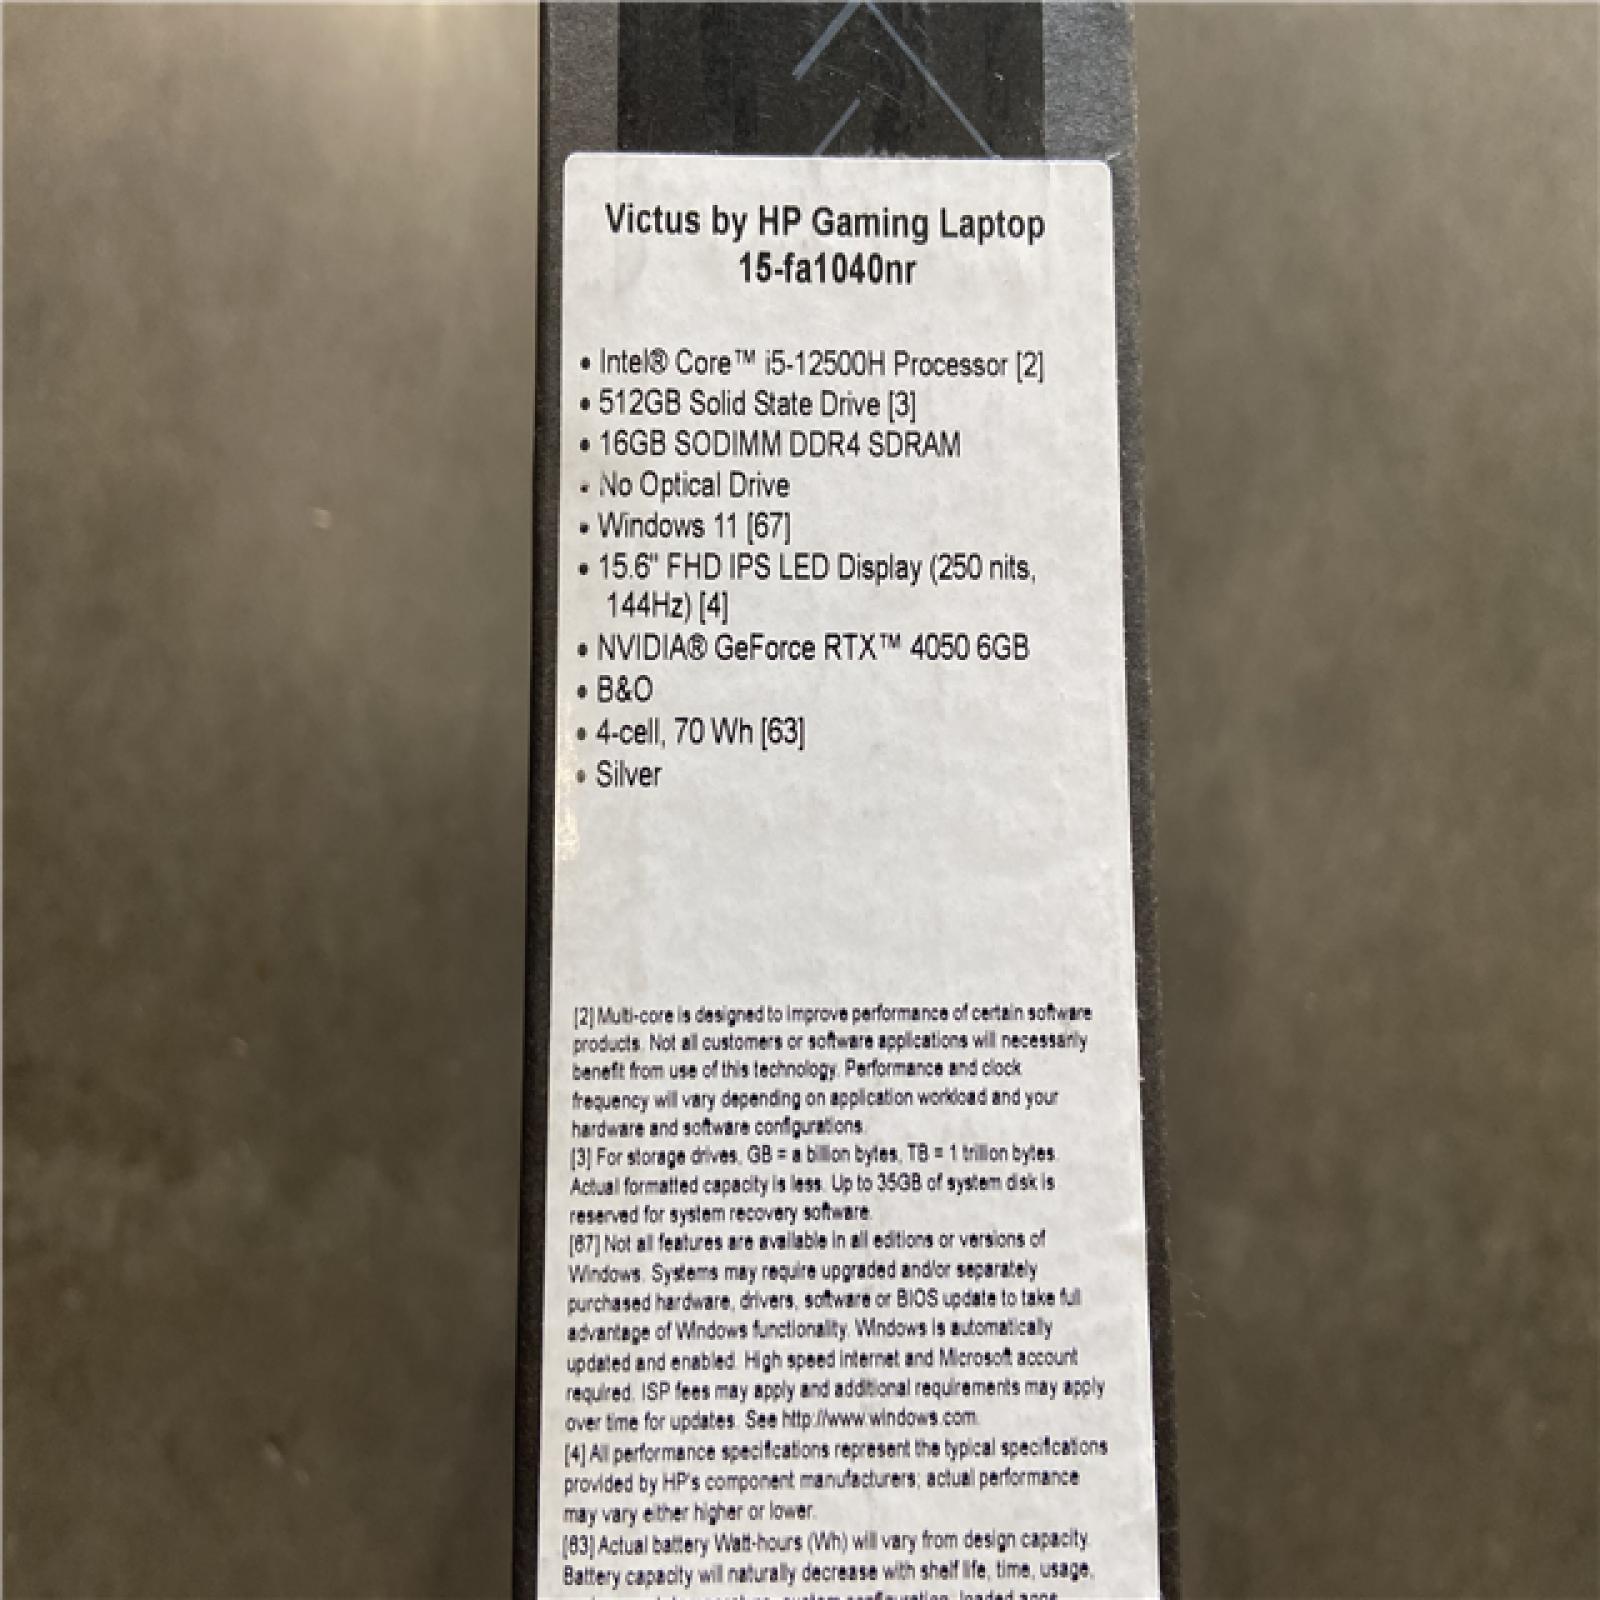 Victus by HP Gaming Laptop
15-fa1040nr
• Intel® Core™ i5-12500H Processor [2]
• 512GB Solid State Drive [3]
• 16GB SODIMM DDR4 SDRAM
• No Optical Drive
• Windows 11 [67]
• 15.6" FHD IPS LED Display (250 nits,
144Hz) [4]
• NVIDIA® GeForce RTX™ 4050 6GB
• B&O
• 4-cell, 70 Wh [63]
• Silver
[2] Multi-core is designed to improve performance of certain software
products. Not all customers or software applications will necessarily
benefit from use of this technology. Performance and clock
frequency will vary depending on application workload and your
hardware and software configurations.
[3] For storage drives, GB = a billion bytes, TB = 1 trillion bytes.
Actual formatted capacity is less. Up to 35GB of system disk is
reserved for system recovery software.
[67] Not all features are available in all editions or versions of
Windows. Systems may require upgraded and/or separately
purchased hardware, drivers, software or BIOS update to take full
advantage of Windows functionality. Windows is automatically
updated and enabled. High speed internet and Microsoft account
required. ISP fees may apply and additional requirements may apply
over time for updates. See http://www.windows.com.
[4] All performance specifications represent the typical specifications
provided by HP's component manufacturers; actual performance
may vary either higher or lower.
[63] Actual battery Watt-hours (Wh) will vary from design capacity.
Battery capacity will naturally decrease with shelf life, time, usage,